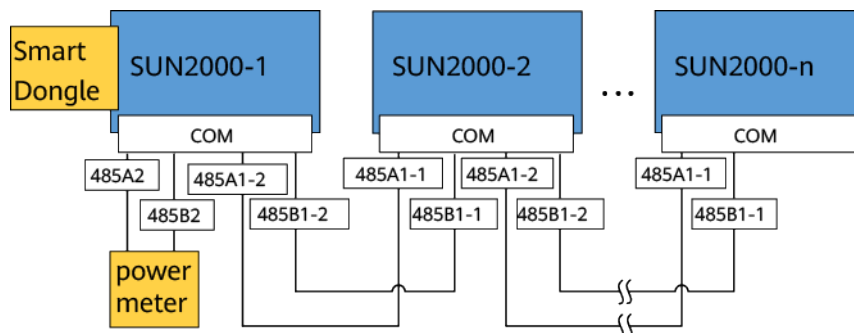 Smart
Dongle
SUN2000-1
SUN2000-2
...
SUN2000-n
COM
COM
COM
485A2
485A1-2
485A1-1
485A1-2
485A1-1
485B2
485B1-2
485B1-1
485B1-2
485B1-1
power
meter